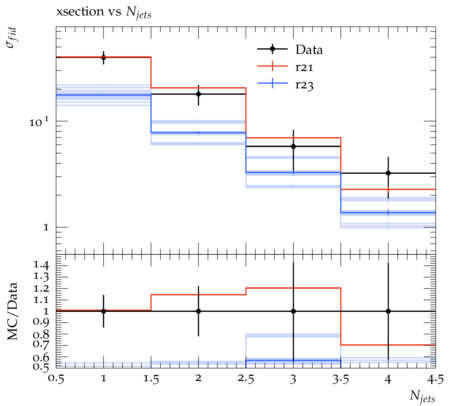 xsection vs N_jets
σ_fid
Data
r21
r23
10¹
1
MC/Data
1.4
1.3
1.2
1.1
1
0.9
0.8
0.7
0.6
0.5
0.5 1 1.5 2 2.5 3 3.5 4 4.5
N_jets